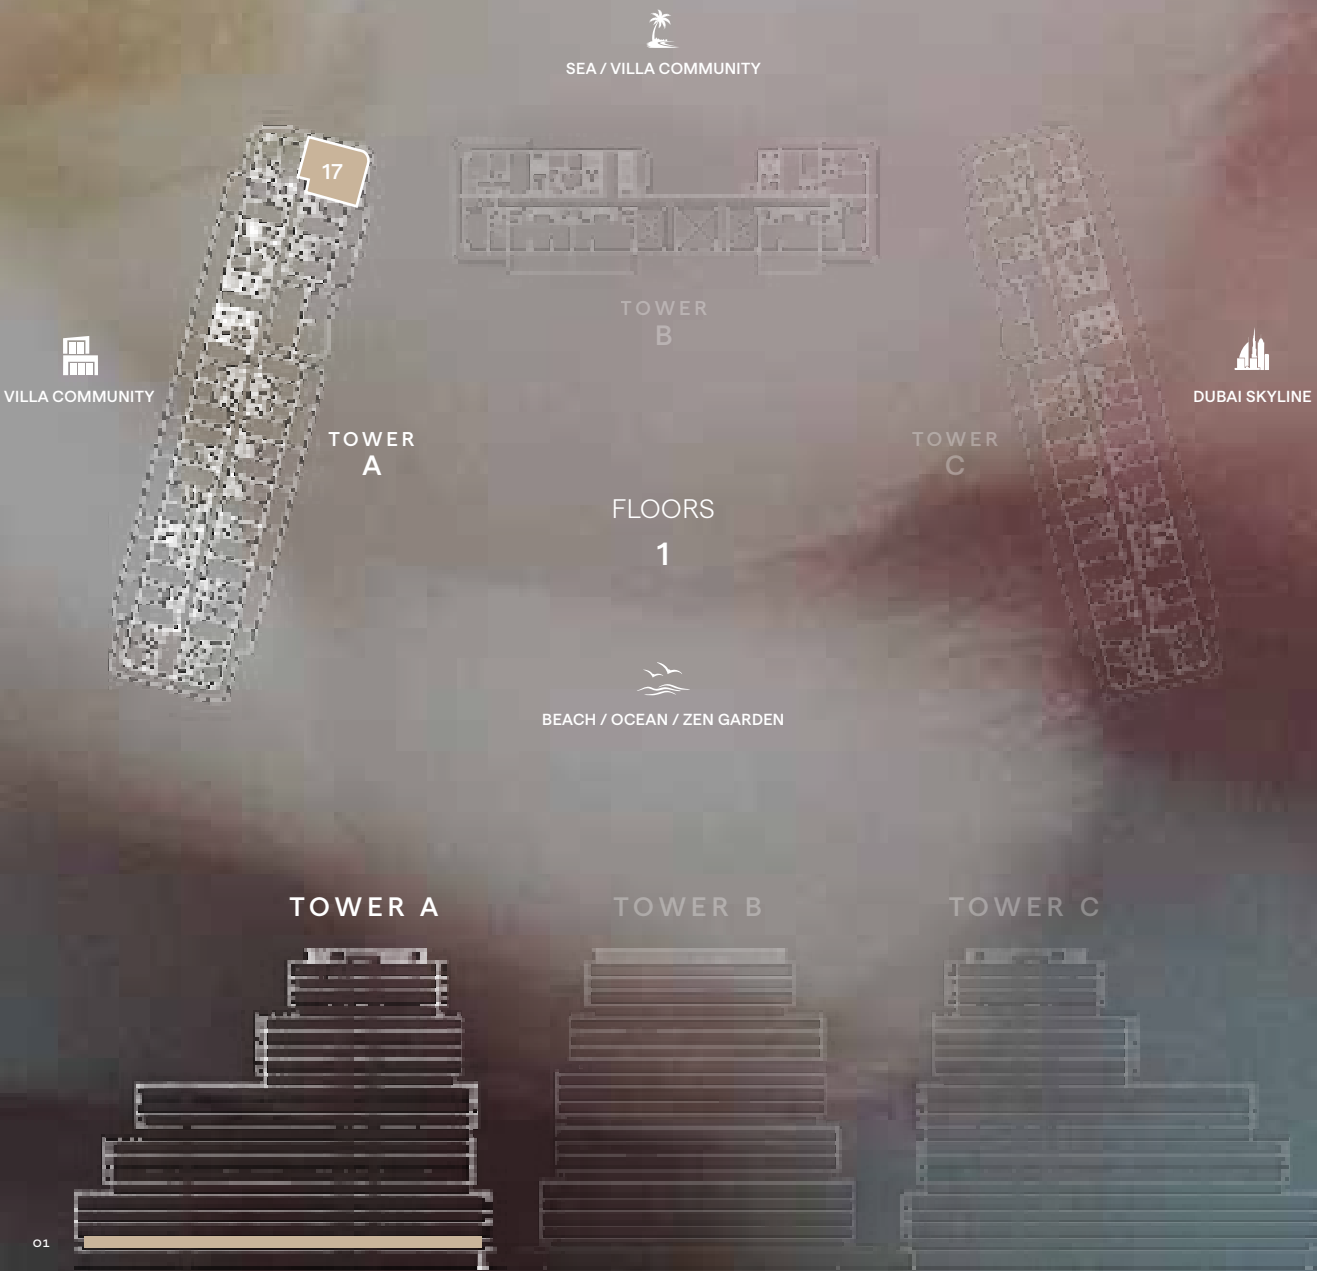 SEA / VILLA COMMUNITY
17
TOWER
B
VILLA COMMUNITY
DUBAI SKYLINE
TOWER
A
TOWER
C
FLOORS
1
BEACH / OCEAN / ZEN GARDEN
TOWER A
TOWER B
TOWER C
01